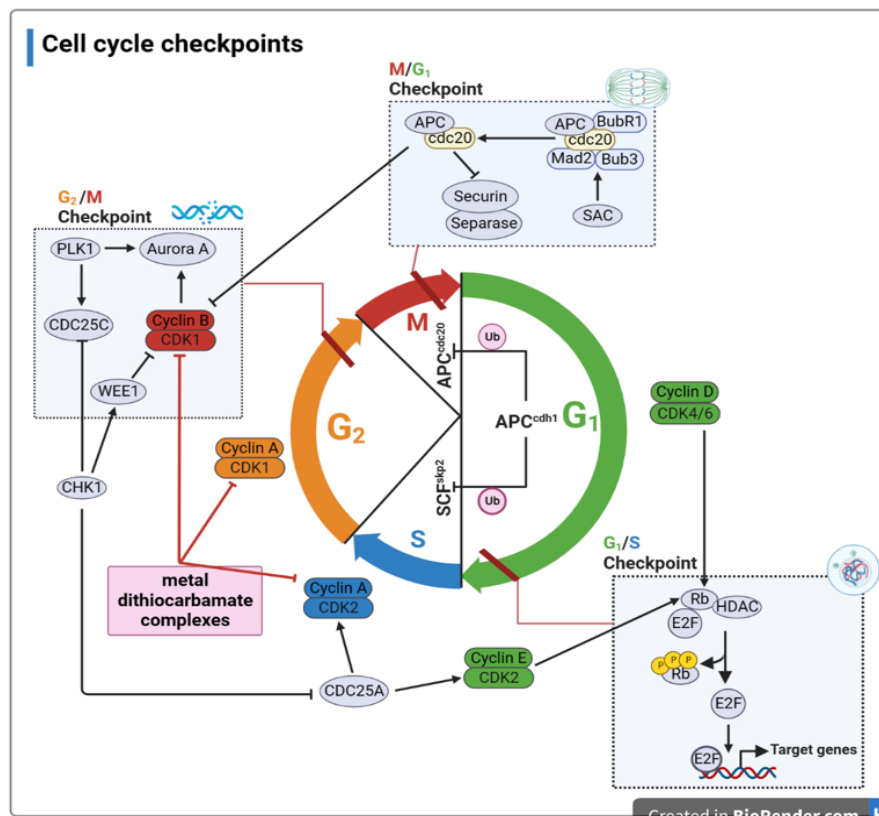 Cell cycle checkpoints
M/G₁
Checkpoint
APC
cdc20
APC
BubR1
cdc20
Mad2
Bub3
Securin
Separase
SAC
G₂/M
Checkpoint
PLK1
Aurora A
CDC25C
Cyclin B
CDK1
WEE1
CHK1
M
G₂
S
G₁
APCcdc20
Ub
APCcdh1
SCFskp2
Ub
Cyclin A
CDK1
metal
dithiocarbamate
complexes
Cyclin A
CDK2
CDC25A
Cyclin E
CDK2
Cyclin D
CDK4/6
G₁/S
Checkpoint
Rb
HDAC
E2F
P
P
P
Rb
E2F
E2F
Target genes
Created in BioRender.com